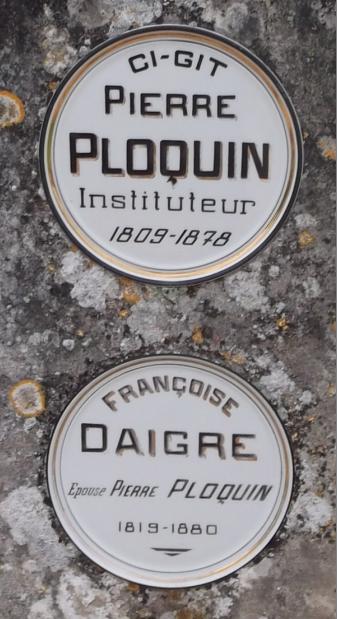 CI-GIT
PIERRE
PLOQUIN
Instituteur
1809-1878
FRANÇOISE
DAIGRE
Epouse PIERRE PLOQUIN
1819-1880